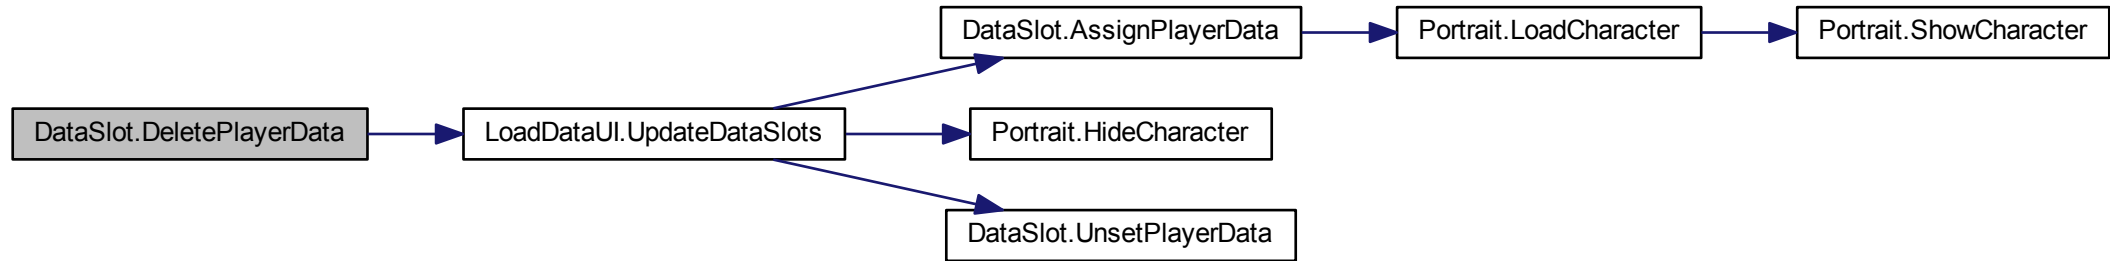 DataSlot.AssignPlayerData
Portrait.LoadCharacter
Portrait.ShowCharacter
DataSlot.DeletePlayerData
LoadDataUI.UpdateDataSlots
Portrait.HideCharacter
DataSlot.UnsetPlayerData